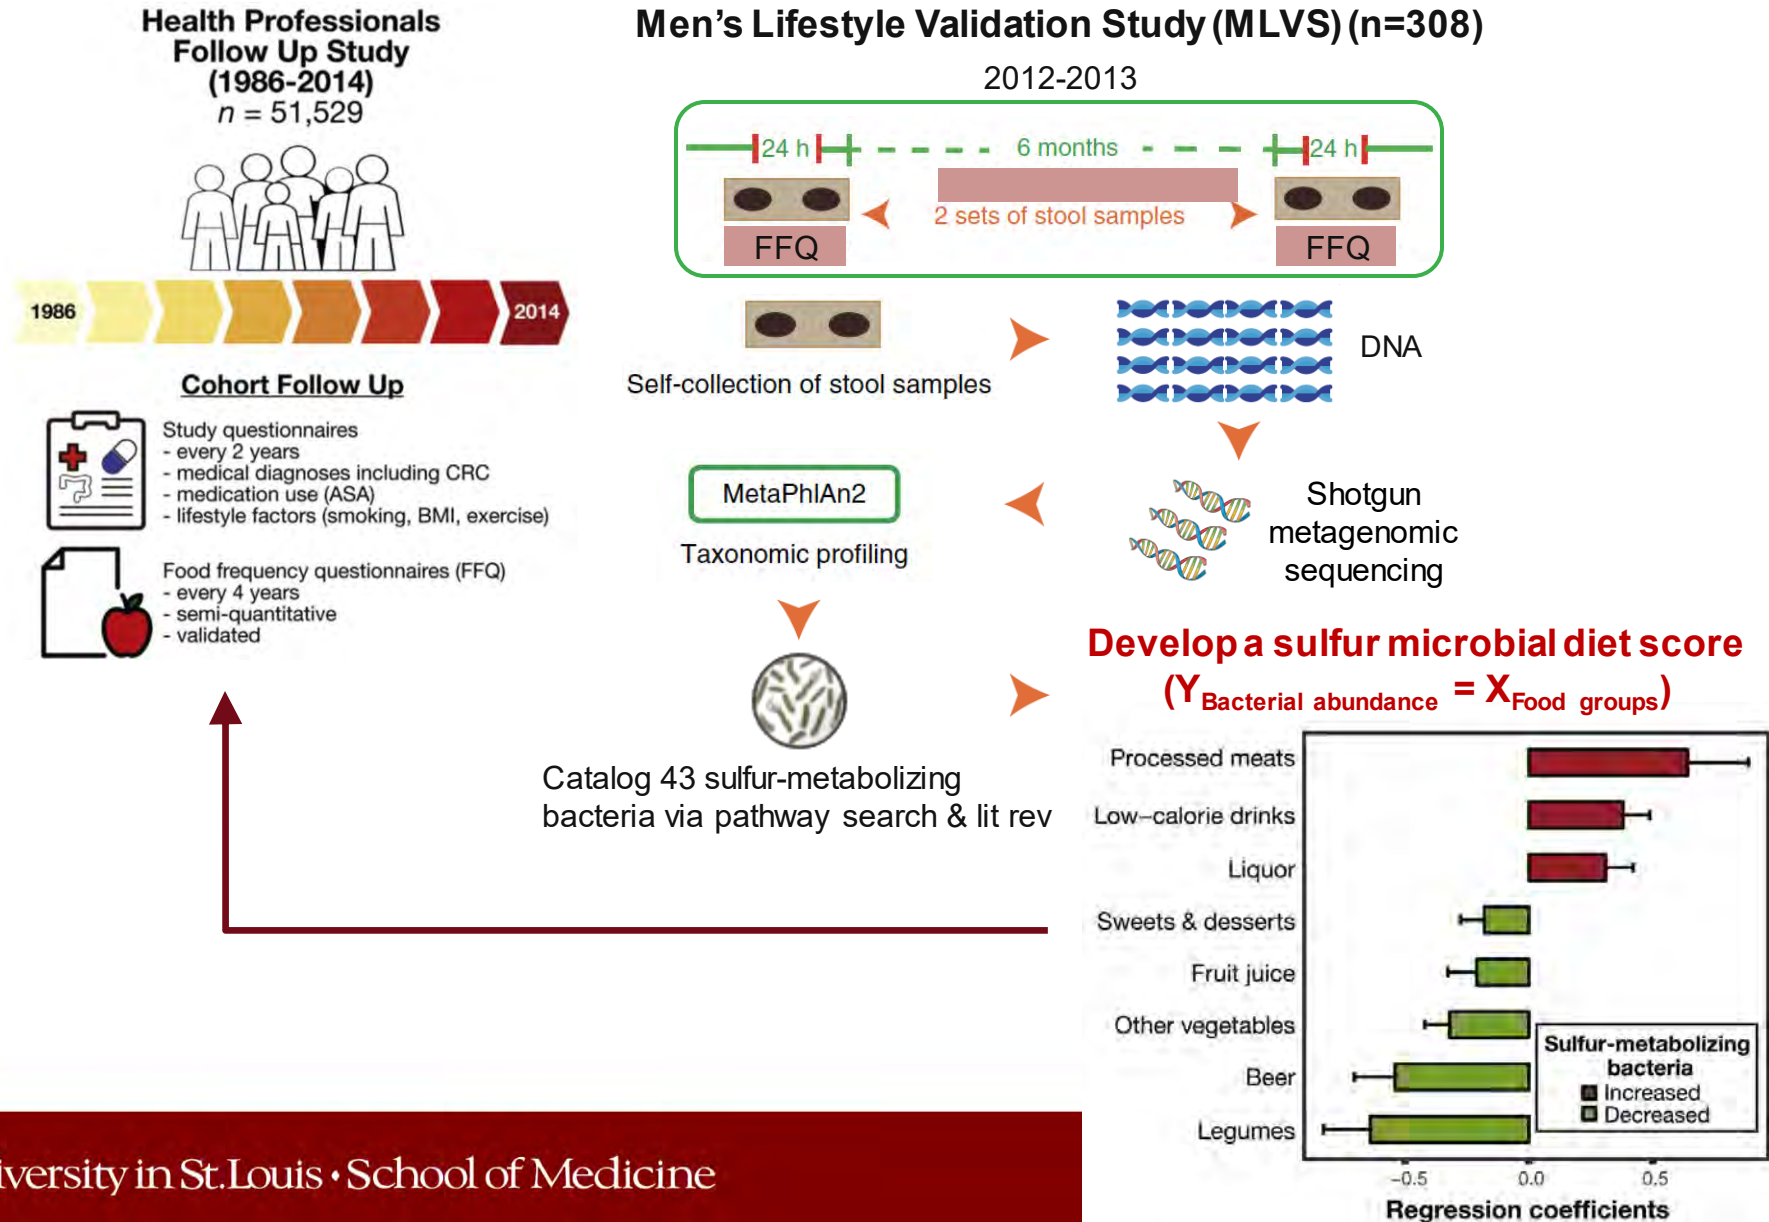 Health Professionals
Follow Up Study
(1986-2014)
n = 51,529
1986
2014
Cohort Follow Up
Study questionnaires
- every 2 years
- medical diagnoses including CRC
- medication use (ASA)
- lifestyle factors (smoking, BMI, exercise)
Food frequency questionnaires (FFQ)
- every 4 years
- semi-quantitative
- validated
Men's Lifestyle Validation Study (MLVS) (n=308)
2012-2013
24 h
6 months
24 h
2 sets of stool samples
FFQ
FFQ
Self-collection of stool samples
DNA
Shotgun
metagenomic
sequencing
MetaPhlAn2
Taxonomic profiling
Catalog 43 sulfur-metabolizing
bacteria via pathway search & lit rev
Develop a sulfur microbial diet score
(Y Bacterial abundance = X Food groups)
Processed meats
Low-calorie drinks
Liquor
Sweets & desserts
Fruit juice
Other vegetables
Beer
Legumes
Sulfur-metabolizing
bacteria
Increased
Decreased
-0.5
0.0
0.5
Regression coefficients
iversity in St.Louis • School of Medicine